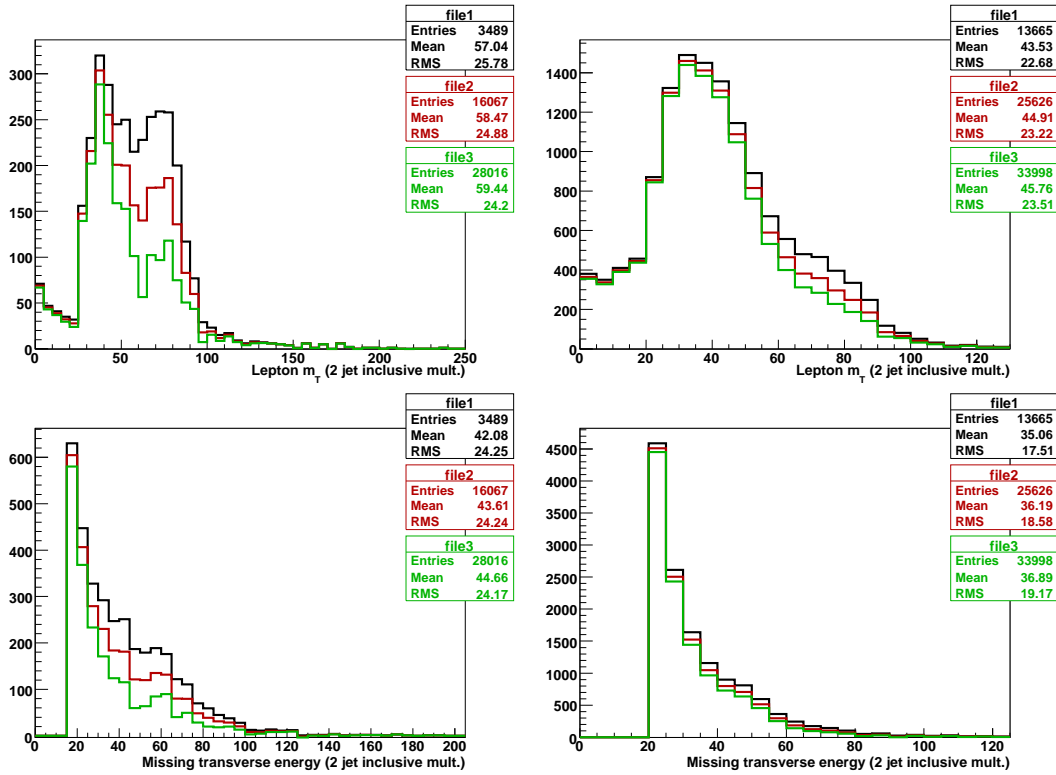 file1
Entries 3489
Mean 57.04
RMS 25.78
file2
Entries 16067
Mean 58.47
RMS 24.88
file3
Entries 28016
Mean 59.44
RMS 24.2
300
250
200
150
100
50
0
0 50 100 150 200 250
Lepton m_T (2 jet inclusive mult.)
file1
Entries 13665
Mean 43.53
RMS 22.68
file2
Entries 25626
Mean 44.91
RMS 23.22
file3
Entries 33998
Mean 45.76
RMS 23.51
1400
1200
1000
800
600
400
200
0
0 20 40 60 80 100 120
Lepton m_T (2 jet inclusive mult.)
file1
Entries 3489
Mean 42.08
RMS 24.25
file2
Entries 16067
Mean 43.61
RMS 24.24
file3
Entries 28016
Mean 44.66
RMS 24.17
600
500
400
300
200
100
0
0 20 40 60 80 100 120 140 160 180 200
Missing transverse energy (2 jet inclusive mult.)
file1
Entries 13665
Mean 35.06
RMS 17.51
file2
Entries 25626
Mean 36.19
RMS 18.58
file3
Entries 33998
Mean 36.89
RMS 19.17
4500
4000
3500
3000
2500
2000
1500
1000
500
0
0 20 40 60 80 100 120
Missing transverse energy (2 jet inclusive mult.)